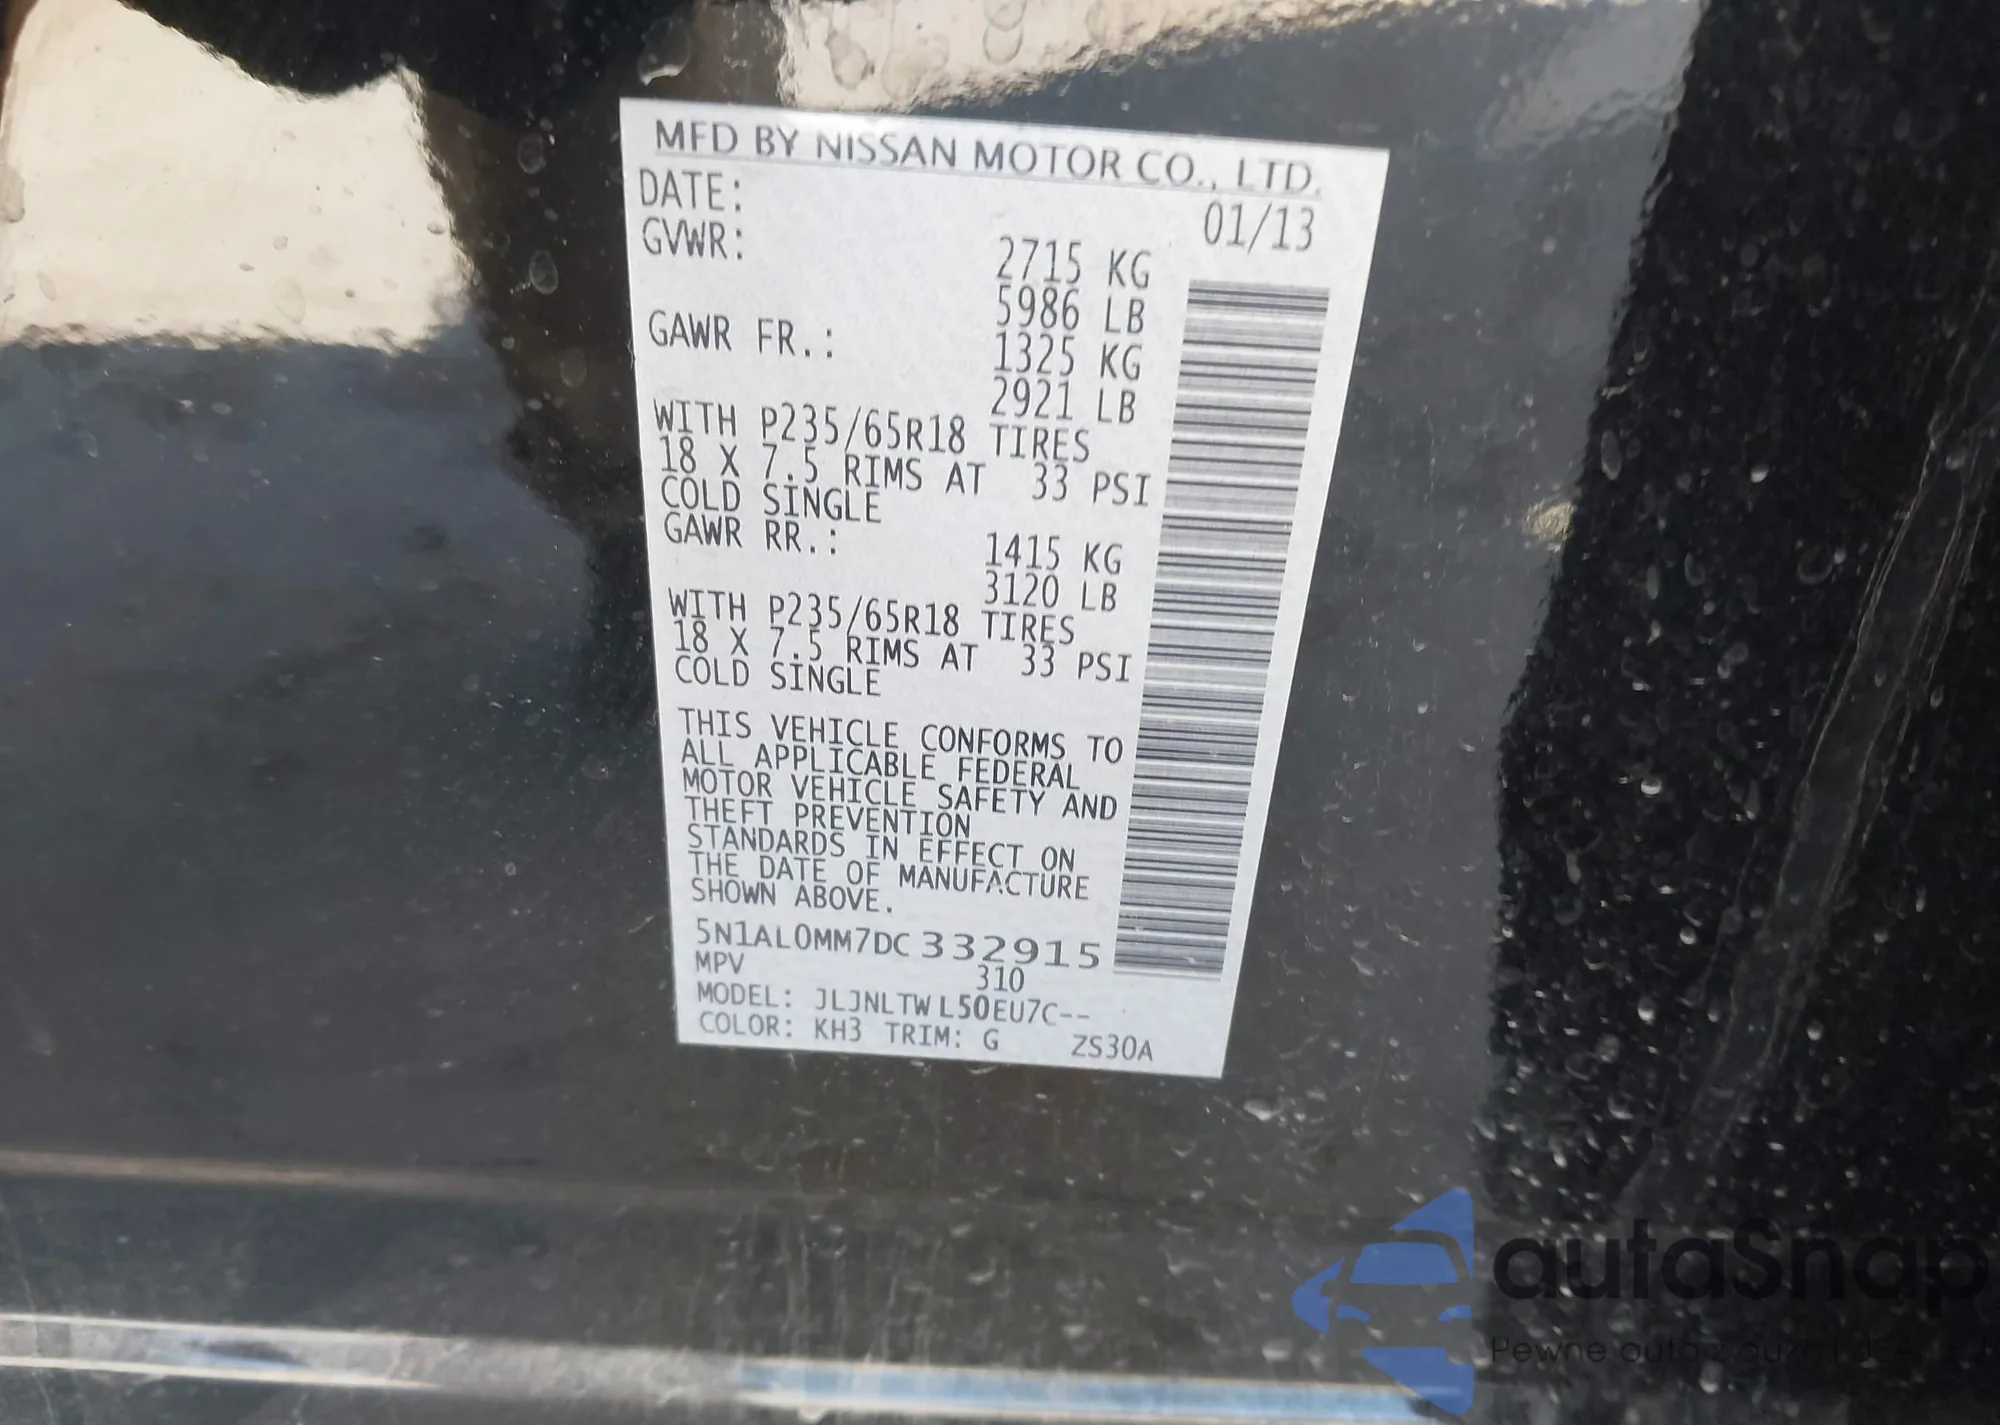 MFD BY NISSAN MOTOR CO., LTD.
DATE: 01/13
GVWR: 2715 KG
5986 LB
GAWR FR.: 1325 KG
2921 LB
WITH P235/65R18 TIRES
18 X 7.5 RIMS AT 33 PSI
COLD SINGLE
GAWR RR.: 1415 KG
3120 LB
WITH P235/65R18 TIRES
18 X 7.5 RIMS AT 33 PSI
COLD SINGLE
THIS VEHICLE CONFORMS TO
ALL APPLICABLE FEDERAL
MOTOR VEHICLE SAFETY AND
THEFT PREVENTION
STANDARDS IN EFFECT ON
THE DATE OF MANUFACTURE
SHOWN ABOVE.
5N1AL0MM7DC332915
MPV 310
MODEL: JLJNLTWL50EU7C--
COLOR: KH3 TRIM: G ZS30A
autaSnap
Pewne auta z aukcji